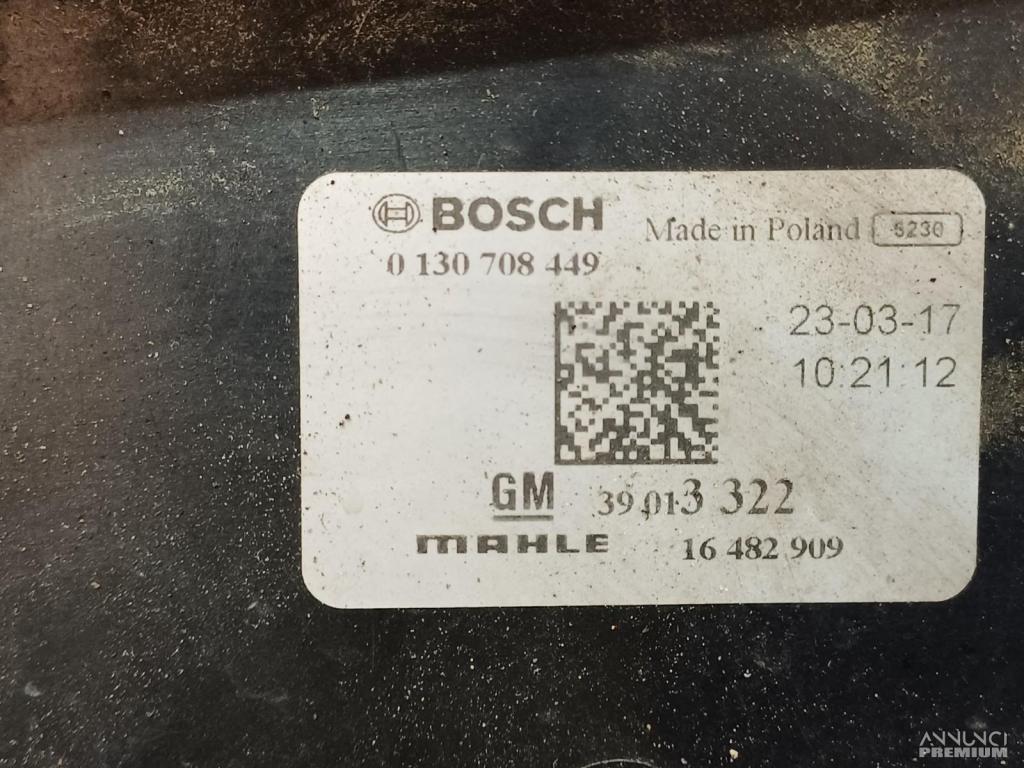 BOSCH Made in Poland 5230
0 130 708 449
23-03-17
10:21:12
GM 39 013 322
MAHLE 16 482 909
ANNUNCI
PREMIUM